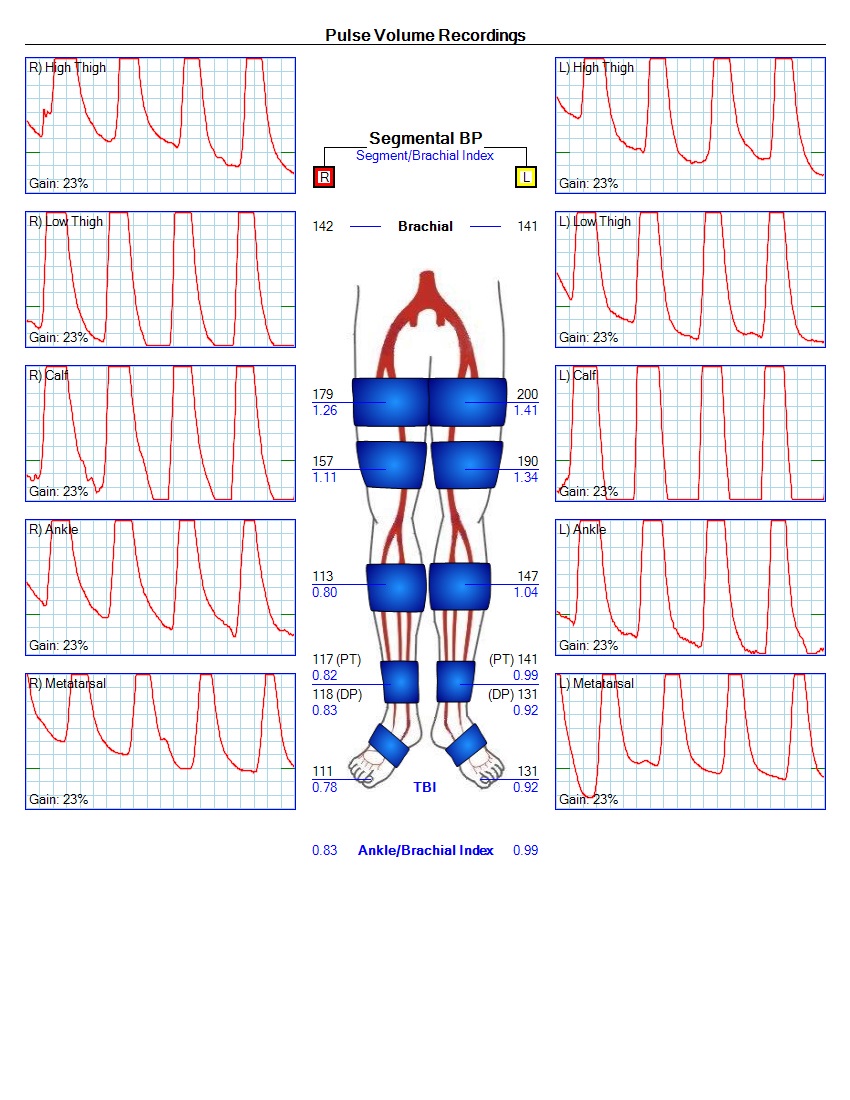 Pulse Volume Recordings
R) High Thigh
Gain: 23%
L) High Thigh
Gain: 23%
Segmental BP
Segment/Brachial Index
R
L
R) Low Thigh
Gain: 23%
142 Brachial 141
L) Low Thigh
Gain: 23%
R) Calf
Gain: 23%
179 200
1.26 1.41
157 190
1.11 1.34
L) Calf
Gain: 23%
R) Ankle
Gain: 23%
113 147
0.80 1.04
L) Ankle
Gain: 23%
117 (PT) (PT) 141
0.82 0.99
118 (DP) (DP) 131
0.83 0.92
R) Metatarsal
Gain: 23%
111 131
0.78 TBI 0.92
L) Metatarsal
Gain: 23%
0.83 Ankle/Brachial Index 0.99